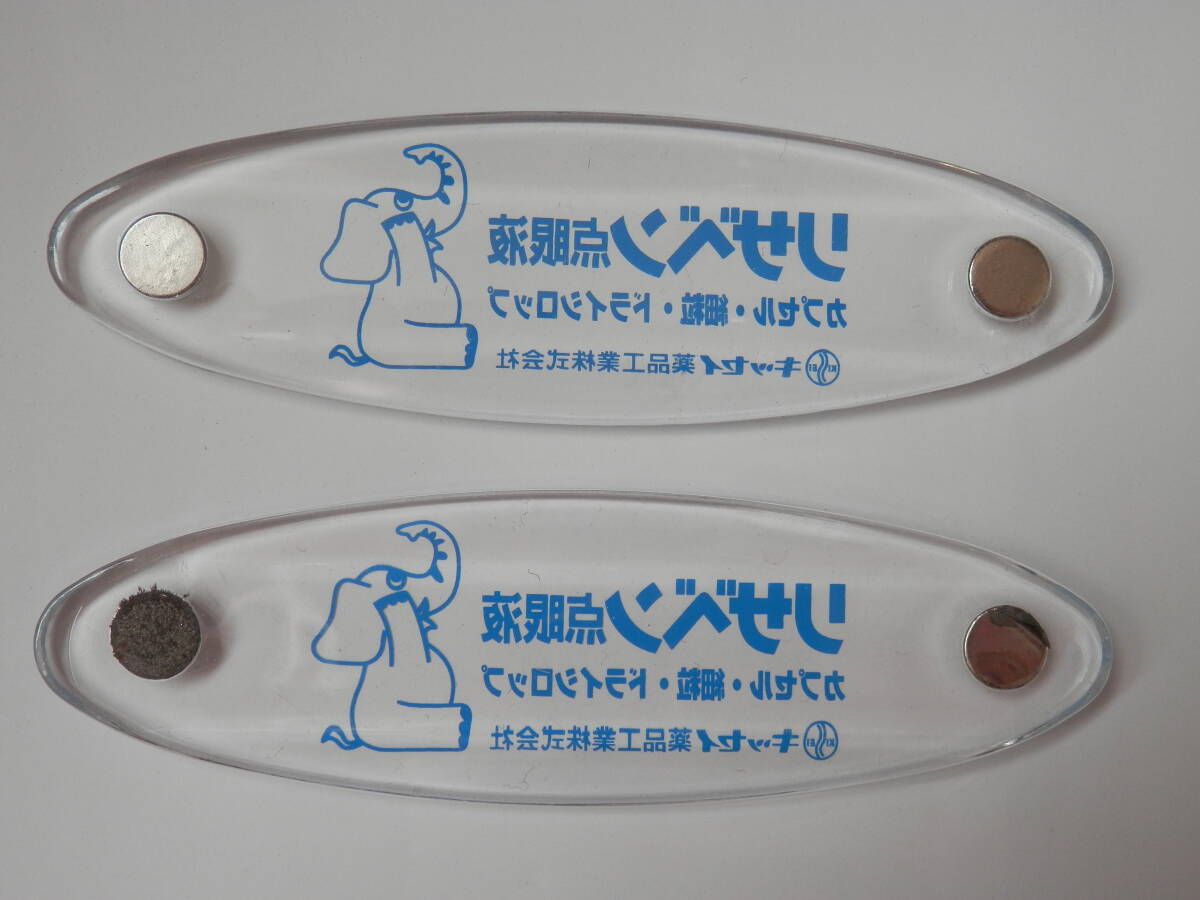 リザベン点眼液
カプセル・細粒・ドライシロップ
キッセイ薬品工業株式会社
リザベン点眼液
カプセル・細粒・ドライシロップ
キッセイ薬品工業株式会社